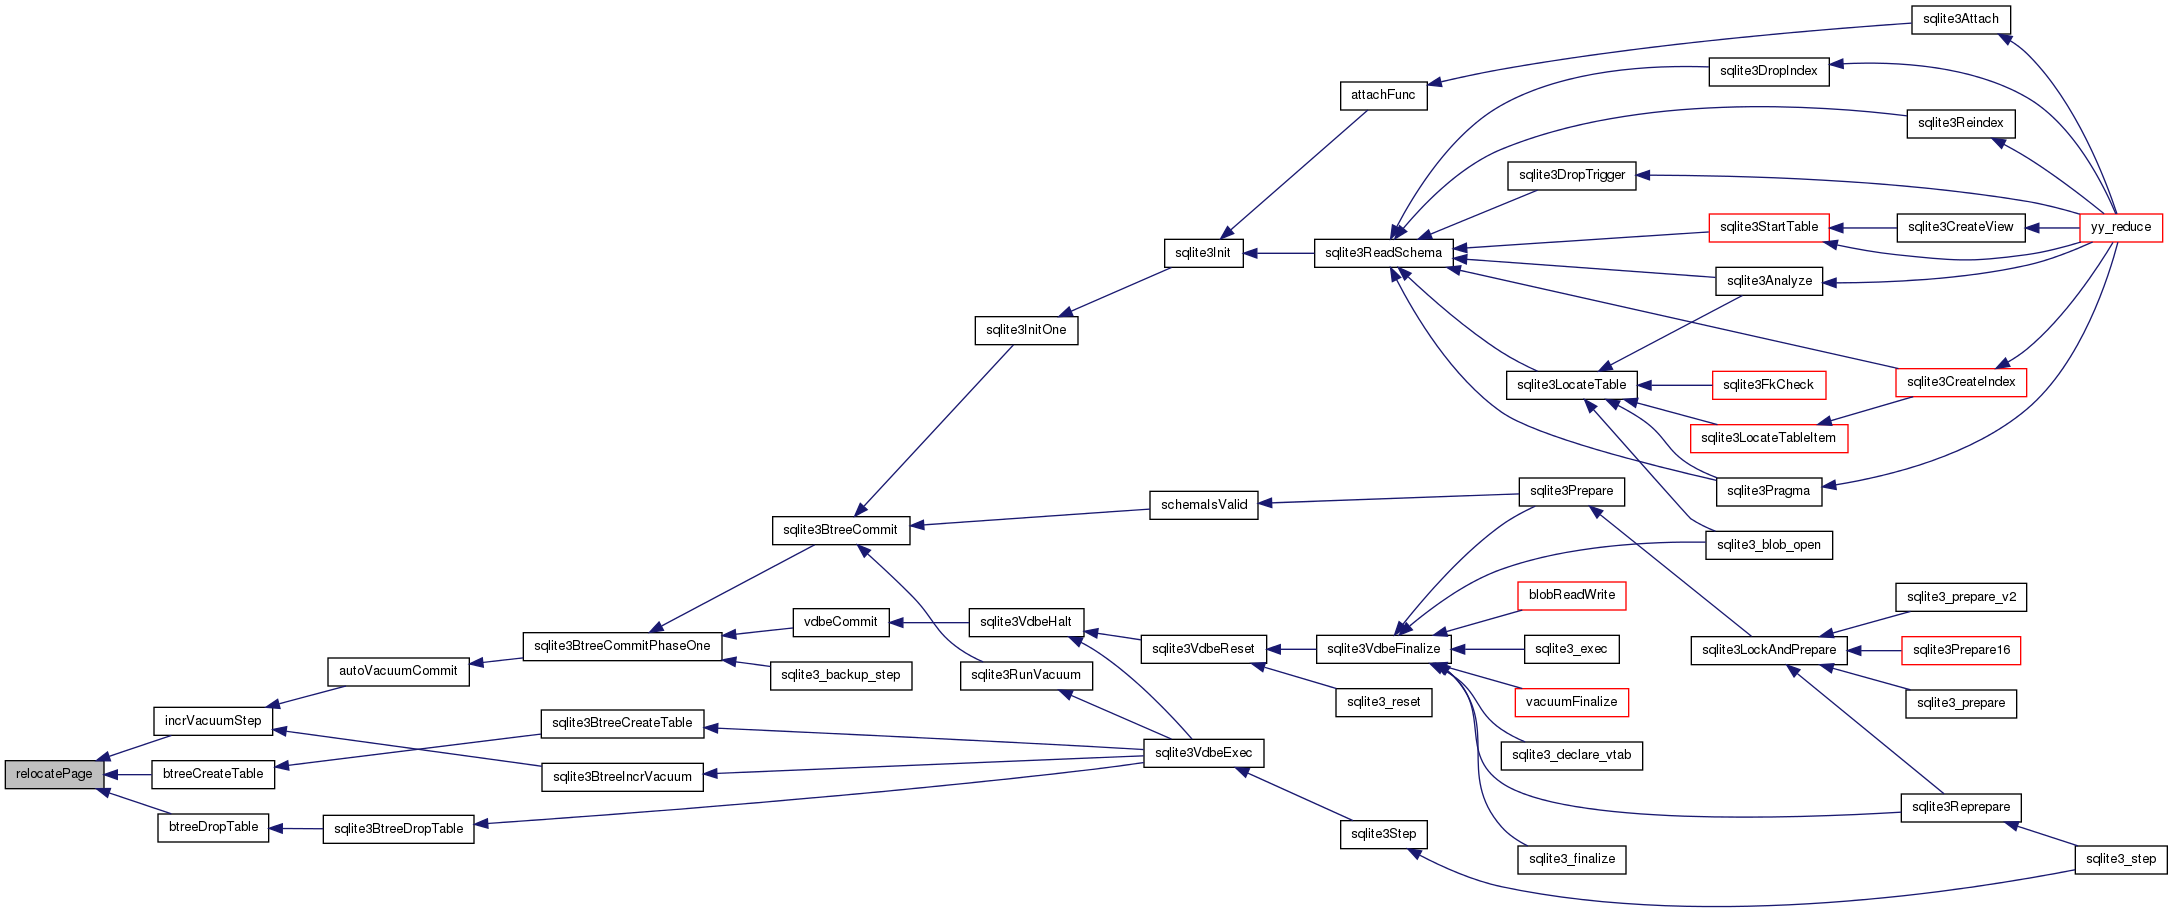 sqlite3Attach
sqlite3DropIndex
attachFunc
sqlite3Reindex
sqlite3DropTrigger
sqlite3StartTable
sqlite3CreateView
yy_reduce
sqlite3Init
sqlite3ReadSchema
sqlite3Analyze
sqlite3InitOne
sqlite3LocateTable
sqlite3FkCheck
sqlite3CreateIndex
sqlite3LocateTableItem
sqlite3Prepare
sqlite3Pragma
schemaIsValid
sqlite3BtreeCommit
sqlite3_blob_open
blobReadWrite
sqlite3_prepare_v2
vdbeCommit
sqlite3VdbeHalt
sqlite3BtreeCommitPhaseOne
sqlite3VdbeReset
sqlite3VdbeFinalize
sqlite3_exec
sqlite3LockAndPrepare
sqlite3Prepare16
autoVacuumCommit
sqlite3_backup_step
sqlite3RunVacuum
sqlite3_reset
vacuumFinalize
sqlite3_prepare
incrVacuumStep
sqlite3BtreeCreateTable
sqlite3VdbeExec
sqlite3_declare_vtab
relocatePage
btreeCreateTable
sqlite3BtreeIncrVacuum
sqlite3Reprepare
btreeDropTable
sqlite3BtreeDropTable
sqlite3Step
sqlite3_finalize
sqlite3_step